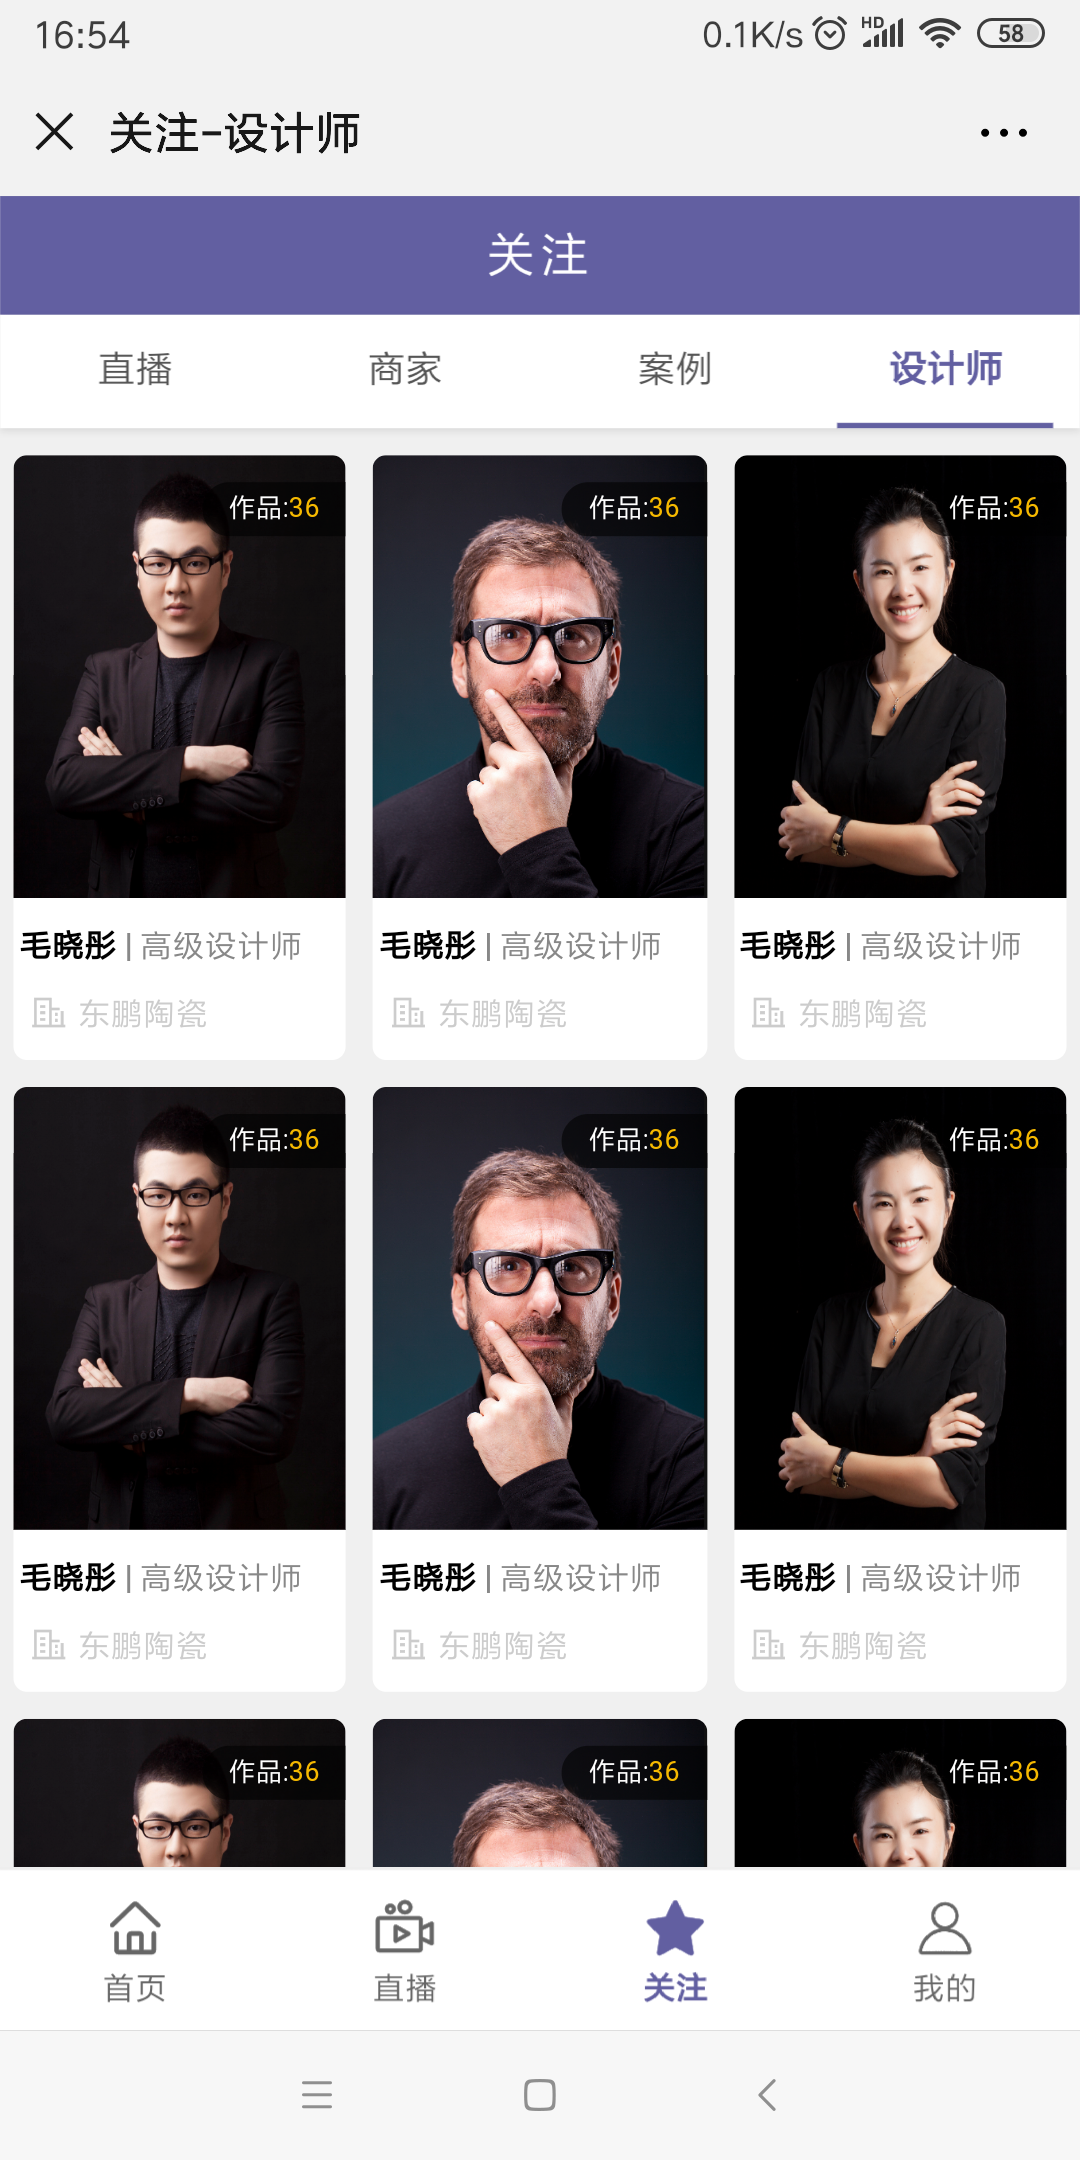 16:54 0.1K/s HD 58
关注-设计师
关注
直播 商家 案例 设计师
作品:36 作品:36 作品:36
毛晓彤 | 高级设计师 毛晓彤 | 高级设计师 毛晓彤 | 高级设计师
东鹏陶瓷 东鹏陶瓷 东鹏陶瓷
作品:36 作品:36 作品:36
毛晓彤 | 高级设计师 毛晓彤 | 高级设计师 毛晓彤 | 高级设计师
东鹏陶瓷 东鹏陶瓷 东鹏陶瓷
作品:36 作品:36 作品:36
首页 直播 关注 我的